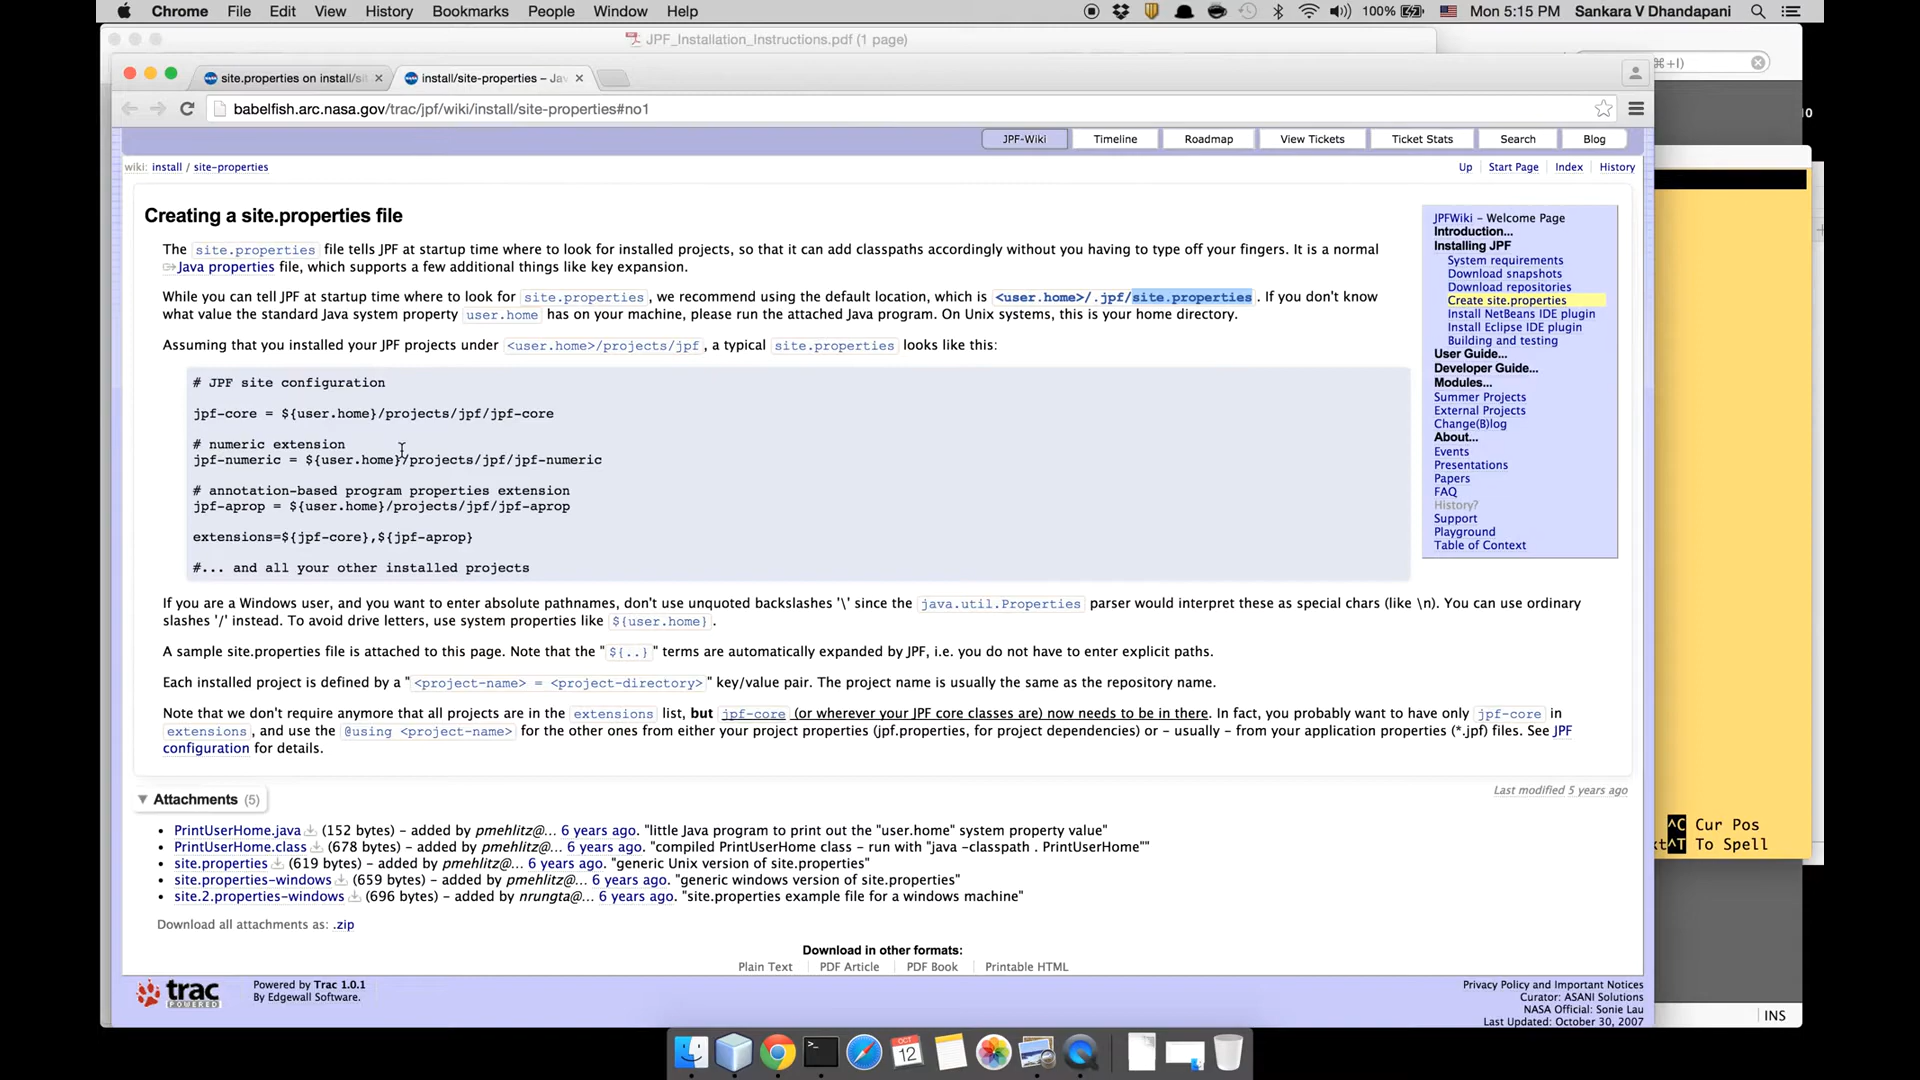 Chrome File Edit View History Bookmarks People Window Help 100% Mon 5:15 PM Sankara V Dhandapani
JPF_Installation_Instructions.pdf (1 page)
site.properties on install/sit
install/site-properties – Jav
babelfish.arc.nasa.gov/trac/jpf/wiki/install/site-properties#no1
JPF-Wiki Timeline Roadmap View Tickets Ticket Stats Search Blog
wiki: install / site-properties
Up Start Page Index History
Creating a site.properties file
The site.properties file tells JPF at startup time where to look for installed projects, so that it can add classpaths accordingly without you having to type off your fingers. It is a normal
Java properties file, which supports a few additional things like key expansion.
While you can tell JPF at startup time where to look for site.properties, we recommend using the default location, which is <user.home>/.jpf/site.properties . If you don't know
what value the standard Java system property user.home has on your machine, please run the attached Java program. On Unix systems, this is your home directory.
Assuming that you installed your JPF projects under <user.home>/projects/jpf, a typical site.properties looks like this:
# JPF site configuration
jpf-core = ${user.home}/projects/jpf/jpf-core
# numeric extension
jpf-numeric = ${user.home}/projects/jpf/jpf-numeric
# annotation-based program properties extension
jpf-aprop = ${user.home}/projects/jpf/jpf-aprop
extensions=${jpf-core},${jpf-aprop}
#... and all your other installed projects
If you are a Windows user, and you want to enter absolute pathnames, don't use unquoted backslashes '\' since the java.util.Properties parser would interpret these as special chars (like \n). You can use ordinary
slashes '/' instead. To avoid drive letters, use system properties like ${user.home}.
A sample site.properties file is attached to this page. Note that the "${..}" terms are automatically expanded by JPF, i.e. you do not have to enter explicit paths.
Each installed project is defined by a "<project-name> = <project-directory>" key/value pair. The project name is usually the same as the repository name.
Note that we don't require anymore that all projects are in the extensions list, but jpf-core (or wherever your JPF core classes are) now needs to be in there. In fact, you probably want to have only jpf-core in
extensions, and use the @using <project-name> for the other ones from either your project properties (jpf.properties, for project dependencies) or – usually – from your application properties (*.jpf) files. See JPF
configuration for details.
JPFWiki – Welcome Page
Introduction...
Installing JPF
System requirements
Download snapshots
Download repositories
Create site.properties
Install NetBeans IDE plugin
Install Eclipse IDE plugin
Building and testing
User Guide...
Developer Guide...
Modules...
Summer Projects
External Projects
Change(B)log
About...
Events
Presentations
Papers
FAQ
History?
Support
Playground
Table of Context
Last modified 5 years ago
Attachments (5)
• PrintUserHome.java (152 bytes) – added by pmehlitz@... 6 years ago. "little Java program to print out the "user.home" system property value"
• PrintUserHome.class (678 bytes) – added by pmehlitz@... 6 years ago. "compiled PrintUserHome class – run with "java –classpath . PrintUserHome""
• site.properties (619 bytes) – added by pmehlitz@... 6 years ago. "generic Unix version of site.properties"
• site.properties-windows (659 bytes) – added by pmehlitz@... 6 years ago. "generic windows version of site.properties"
• site.2.properties-windows (696 bytes) – added by nrungta@... 6 years ago. "site.properties example file for a windows machine"
Download all attachments as: .zip
Download in other formats:
Plain Text PDF Article PDF Book Printable HTML
trac
POWERED
Powered by Trac 1.0.1
By Edgewall Software.
Privacy Policy and Important Notices
Curator: ASANI Solutions
NASA Official: Sonie Lau
Last Updated: October 30, 2007
⌘+I)
^C Cur Pos
^T To Spell
INS
OCT
12